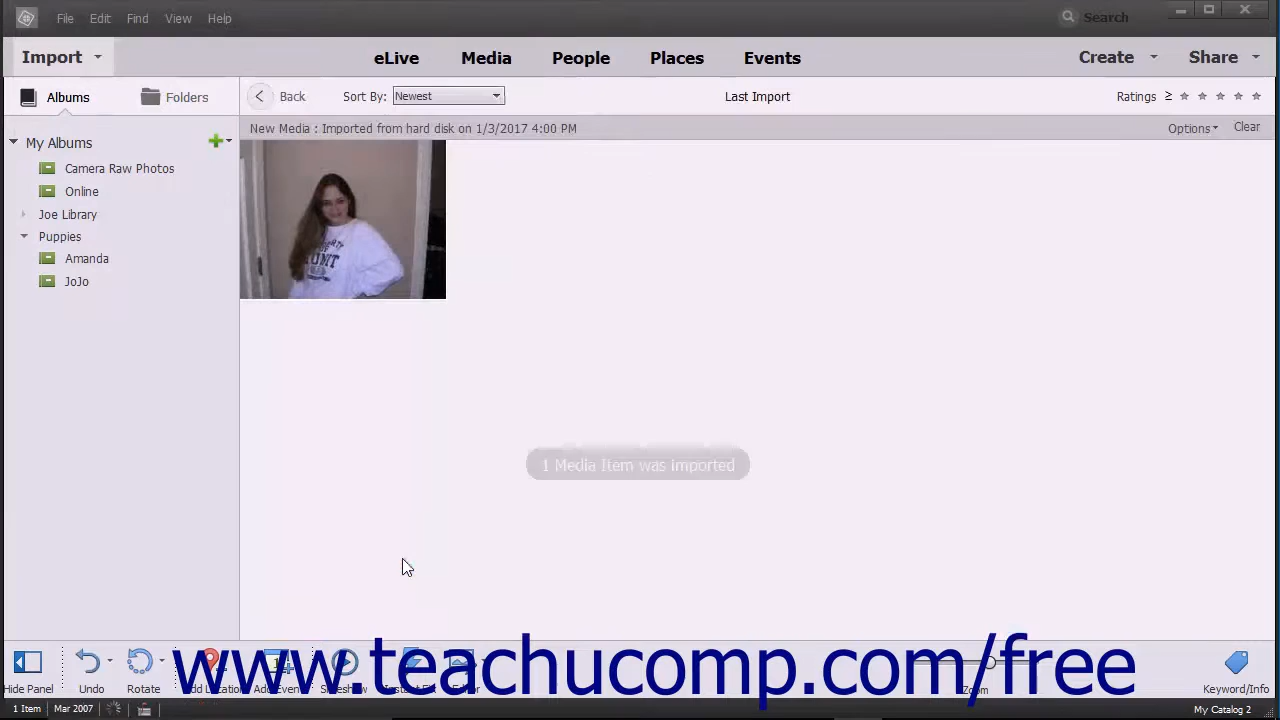 File Edit Find View Help Search
Import eLive Media People Places Events Create Share
Albums Folders Back Sort By: Newest Last Import Ratings ≥
New Media : Imported from hard disk on 1/3/2017 4:00 PM Options Clear
My Albums
Camera Raw Photos
Online
Joe Library
Puppies
Amanda
JoJo
1 Media Item was imported
www.teachucomp.com/free
Hide Panel Undo Rotate Slideshow Zoom Keyword/Info
1 Item Mar 2007 My Catalog 2